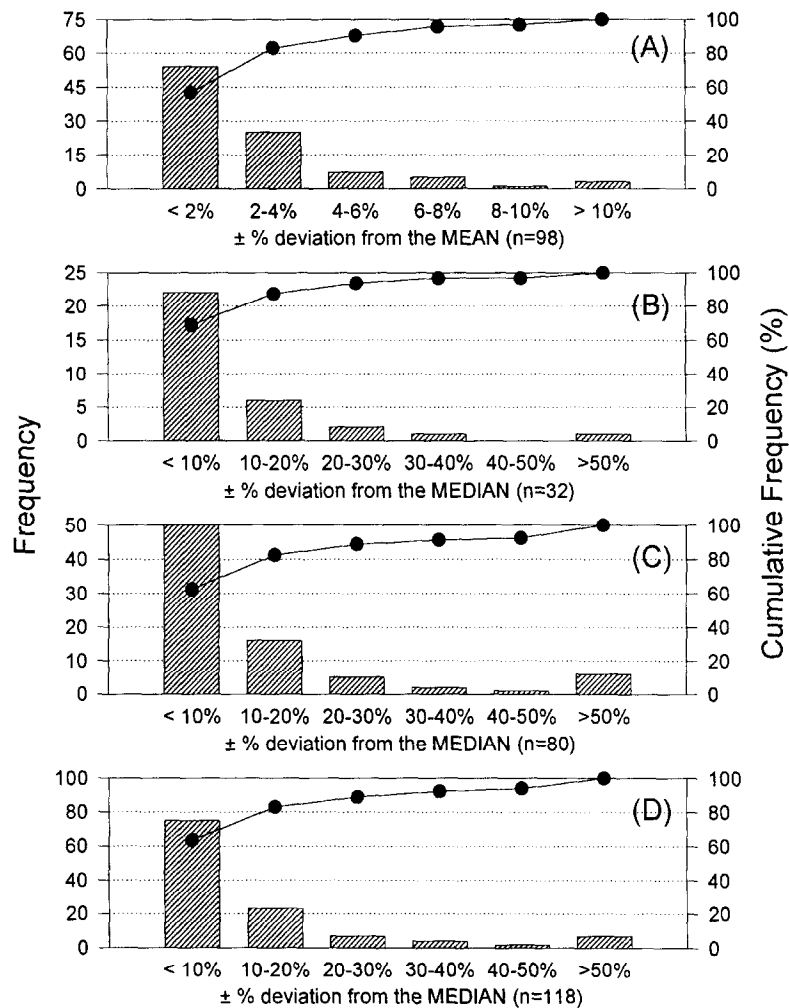 Frequency
Cumulative Frequency (%)
75 100
60 80
45 60
30 40
15 20
0 0
(A)
< 2% 2-4% 4-6% 6-8% 8-10% > 10%
± % deviation from the MEAN (n=98)
25 100
20 80
15 60
10 40
5 20
0 0
(B)
< 10% 10-20% 20-30% 30-40% 40-50% >50%
± % deviation from the MEDIAN (n=32)
50 100
40 80
30 60
20 40
10 20
0 0
(C)
< 10% 10-20% 20-30% 30-40% 40-50% >50%
± % deviation from the MEDIAN (n=80)
100 100
80 80
60 60
40 40
20 20
0 0
(D)
< 10% 10-20% 20-30% 30-40% 40-50% >50%
± % deviation from the MEDIAN (n=118)